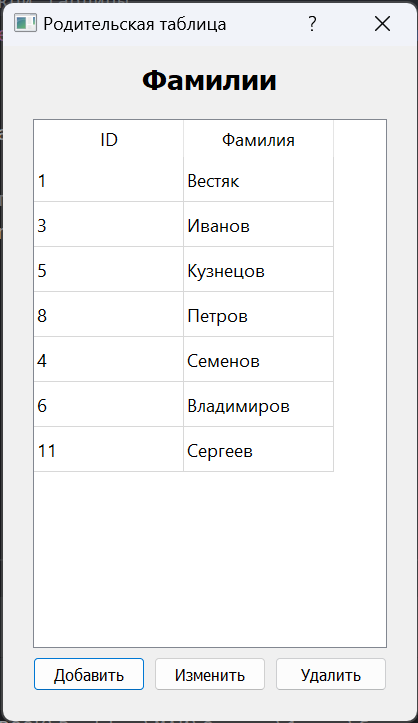 Родительская таблица ?
Фамилии
ID Фамилия
1 Вестяк
3 Иванов
5 Кузнецов
8 Петров
4 Семенов
6 Владимиров
11 Сергеев
Добавить Изменить Удалить